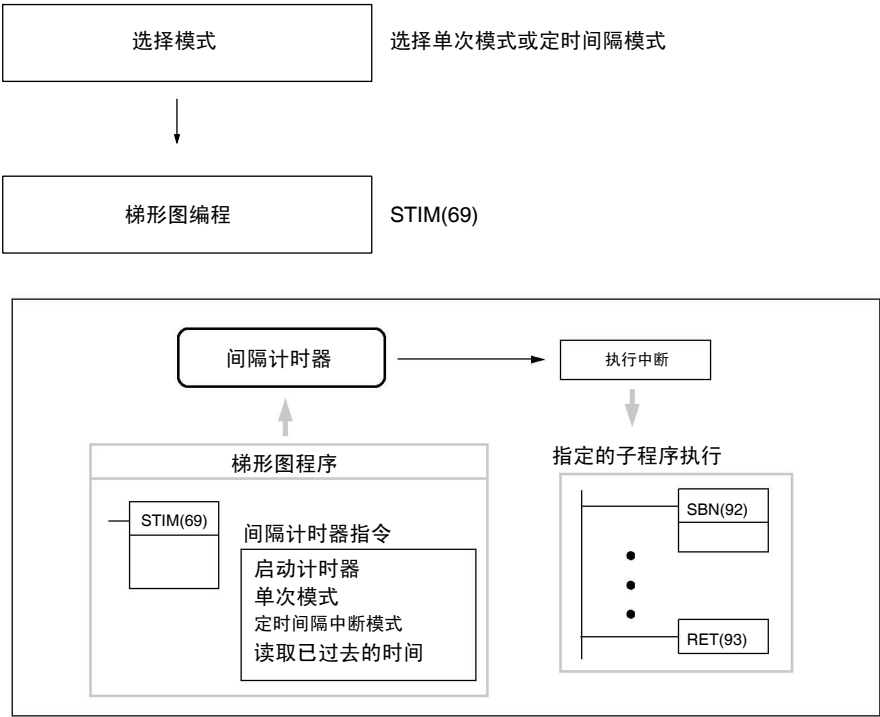 选择模式
选择单次模式或定时间隔模式
梯形图编程
STIM(69)
间隔计时器
执行中断
梯形图程序
STIM(69)
间隔计时器指令
启动计时器
单次模式
定时间隔中断模式
读取已过去的时间
指定的子程序执行
SBN(92)
RET(93)